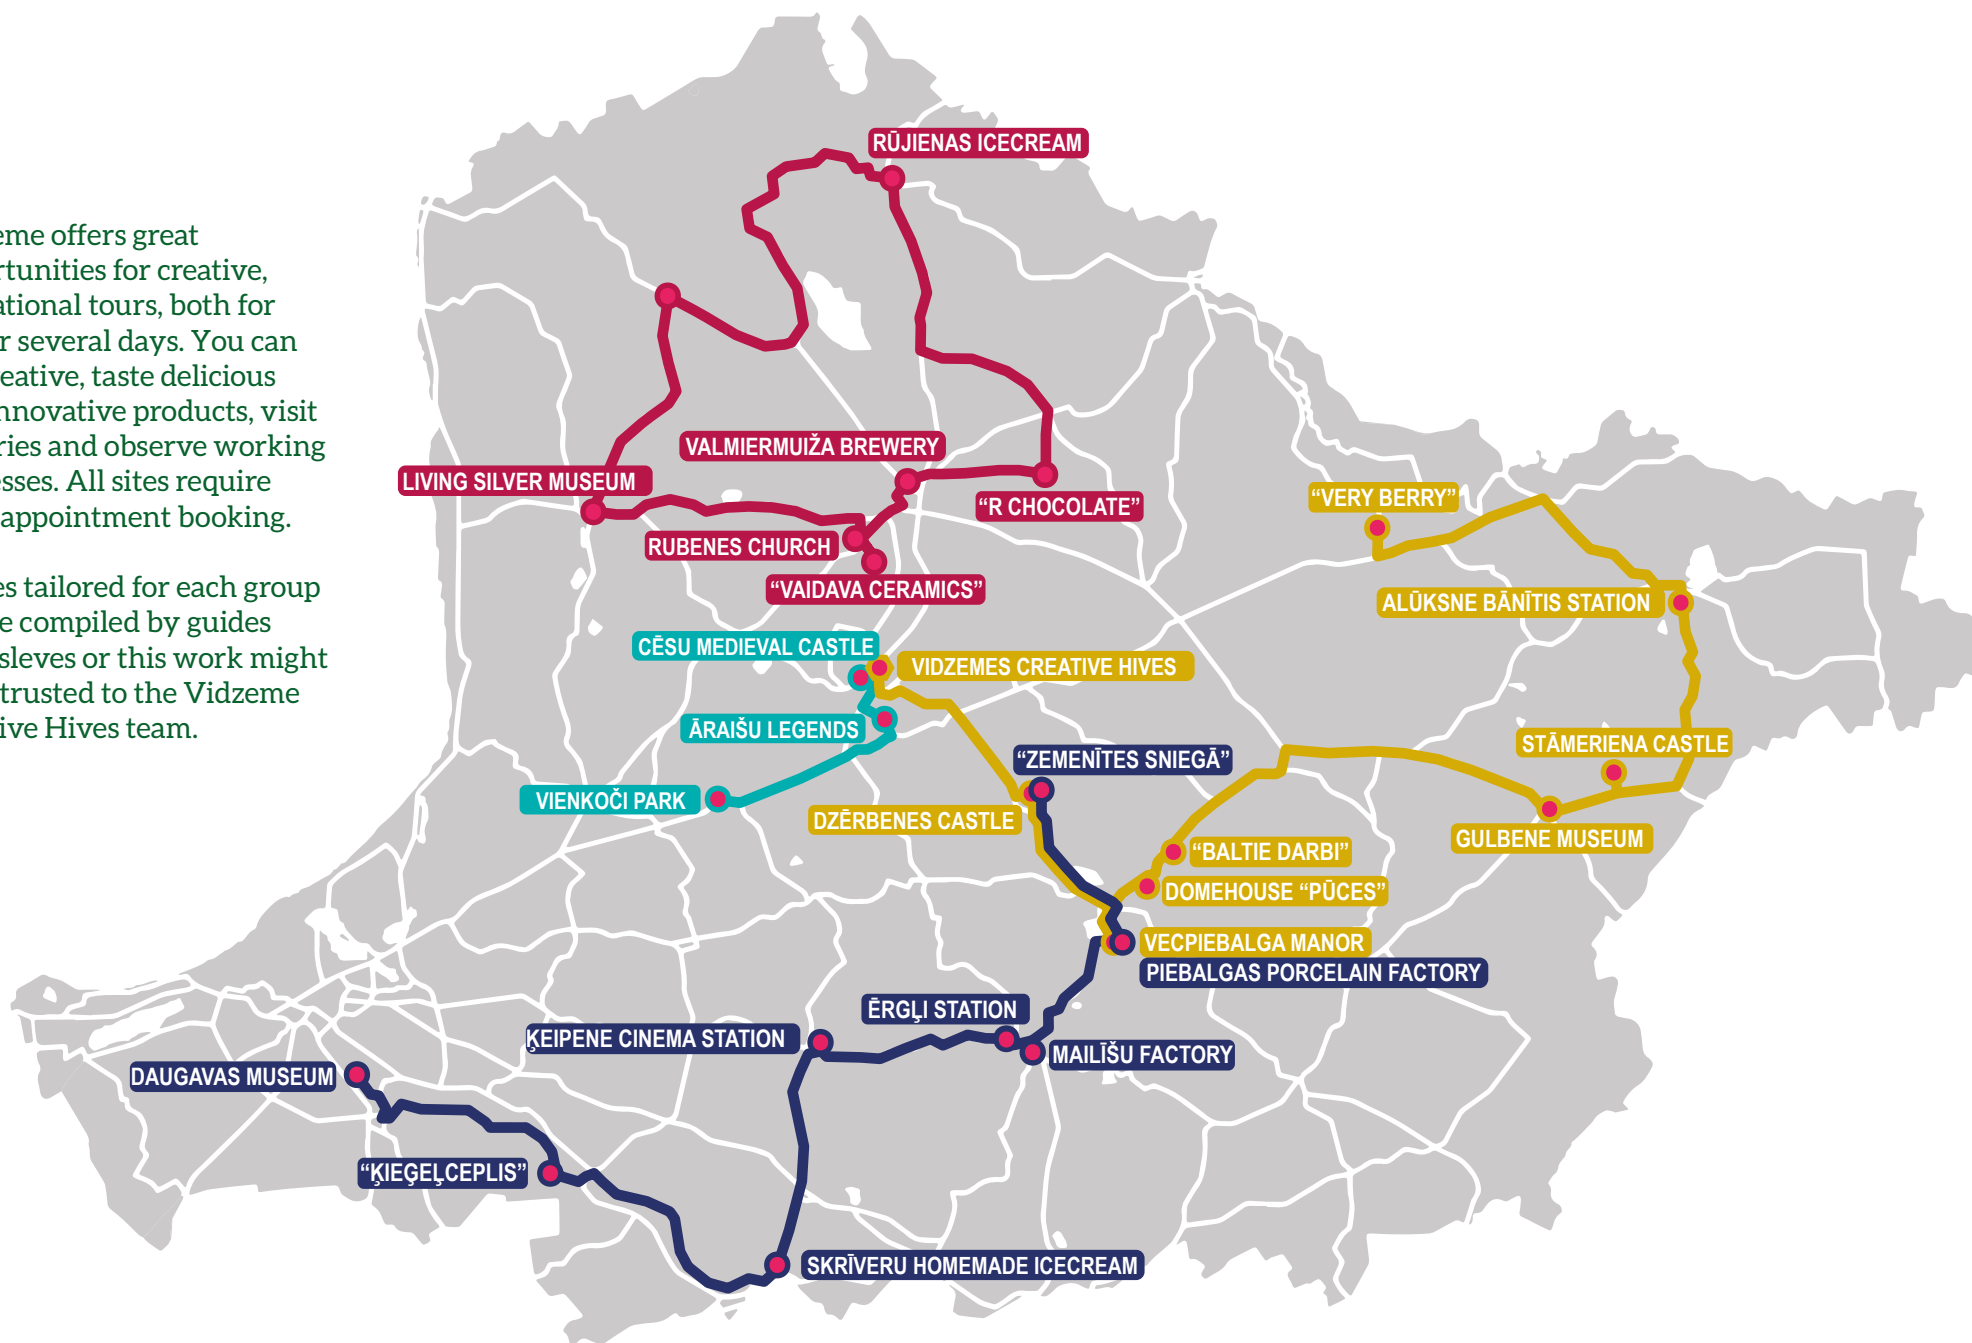 eme offers great
rtunities for creative,
ational tours, both for
r several days. You can
reative, taste delicious
nnovative products, visit
ries and observe working
esses. All sites require
appointment booking.
es tailored for each group
e compiled by guides
sleves or this work might
trusted to the Vidzeme
ive Hives team.
RŪJIENAS ICECREAM
VALMIERMUIŽA BREWERY
LIVING SILVER MUSEUM
"R CHOCOLATE"
RUBENES CHURCH
"VAIDAVA CERAMICS"
"VERY BERRY"
ALŪKSNE BĀNĪTIS STATION
CĒSU MEDIEVAL CASTLE
VIDZEMES CREATIVE HIVES
ĀRAIŠU LEGENDS
"ZEMENĪTES SNIEGĀ"
STĀMERIENA CASTLE
VIENKOČI PARK
DZĒRBENES CASTLE
GULBENE MUSEUM
"BALTIE DARBI"
DOMEHOUSE "PŪCES"
VECPIEBALGA MANOR
PIEBALGAS PORCELAIN FACTORY
ĒRGĻI STATION
ĶEIPENE CINEMA STATION
MAILĪŠU FACTORY
DAUGAVAS MUSEUM
"ĶIEĢEĻCEPLIS"
SKRĪVERU HOMEMADE ICECREAM